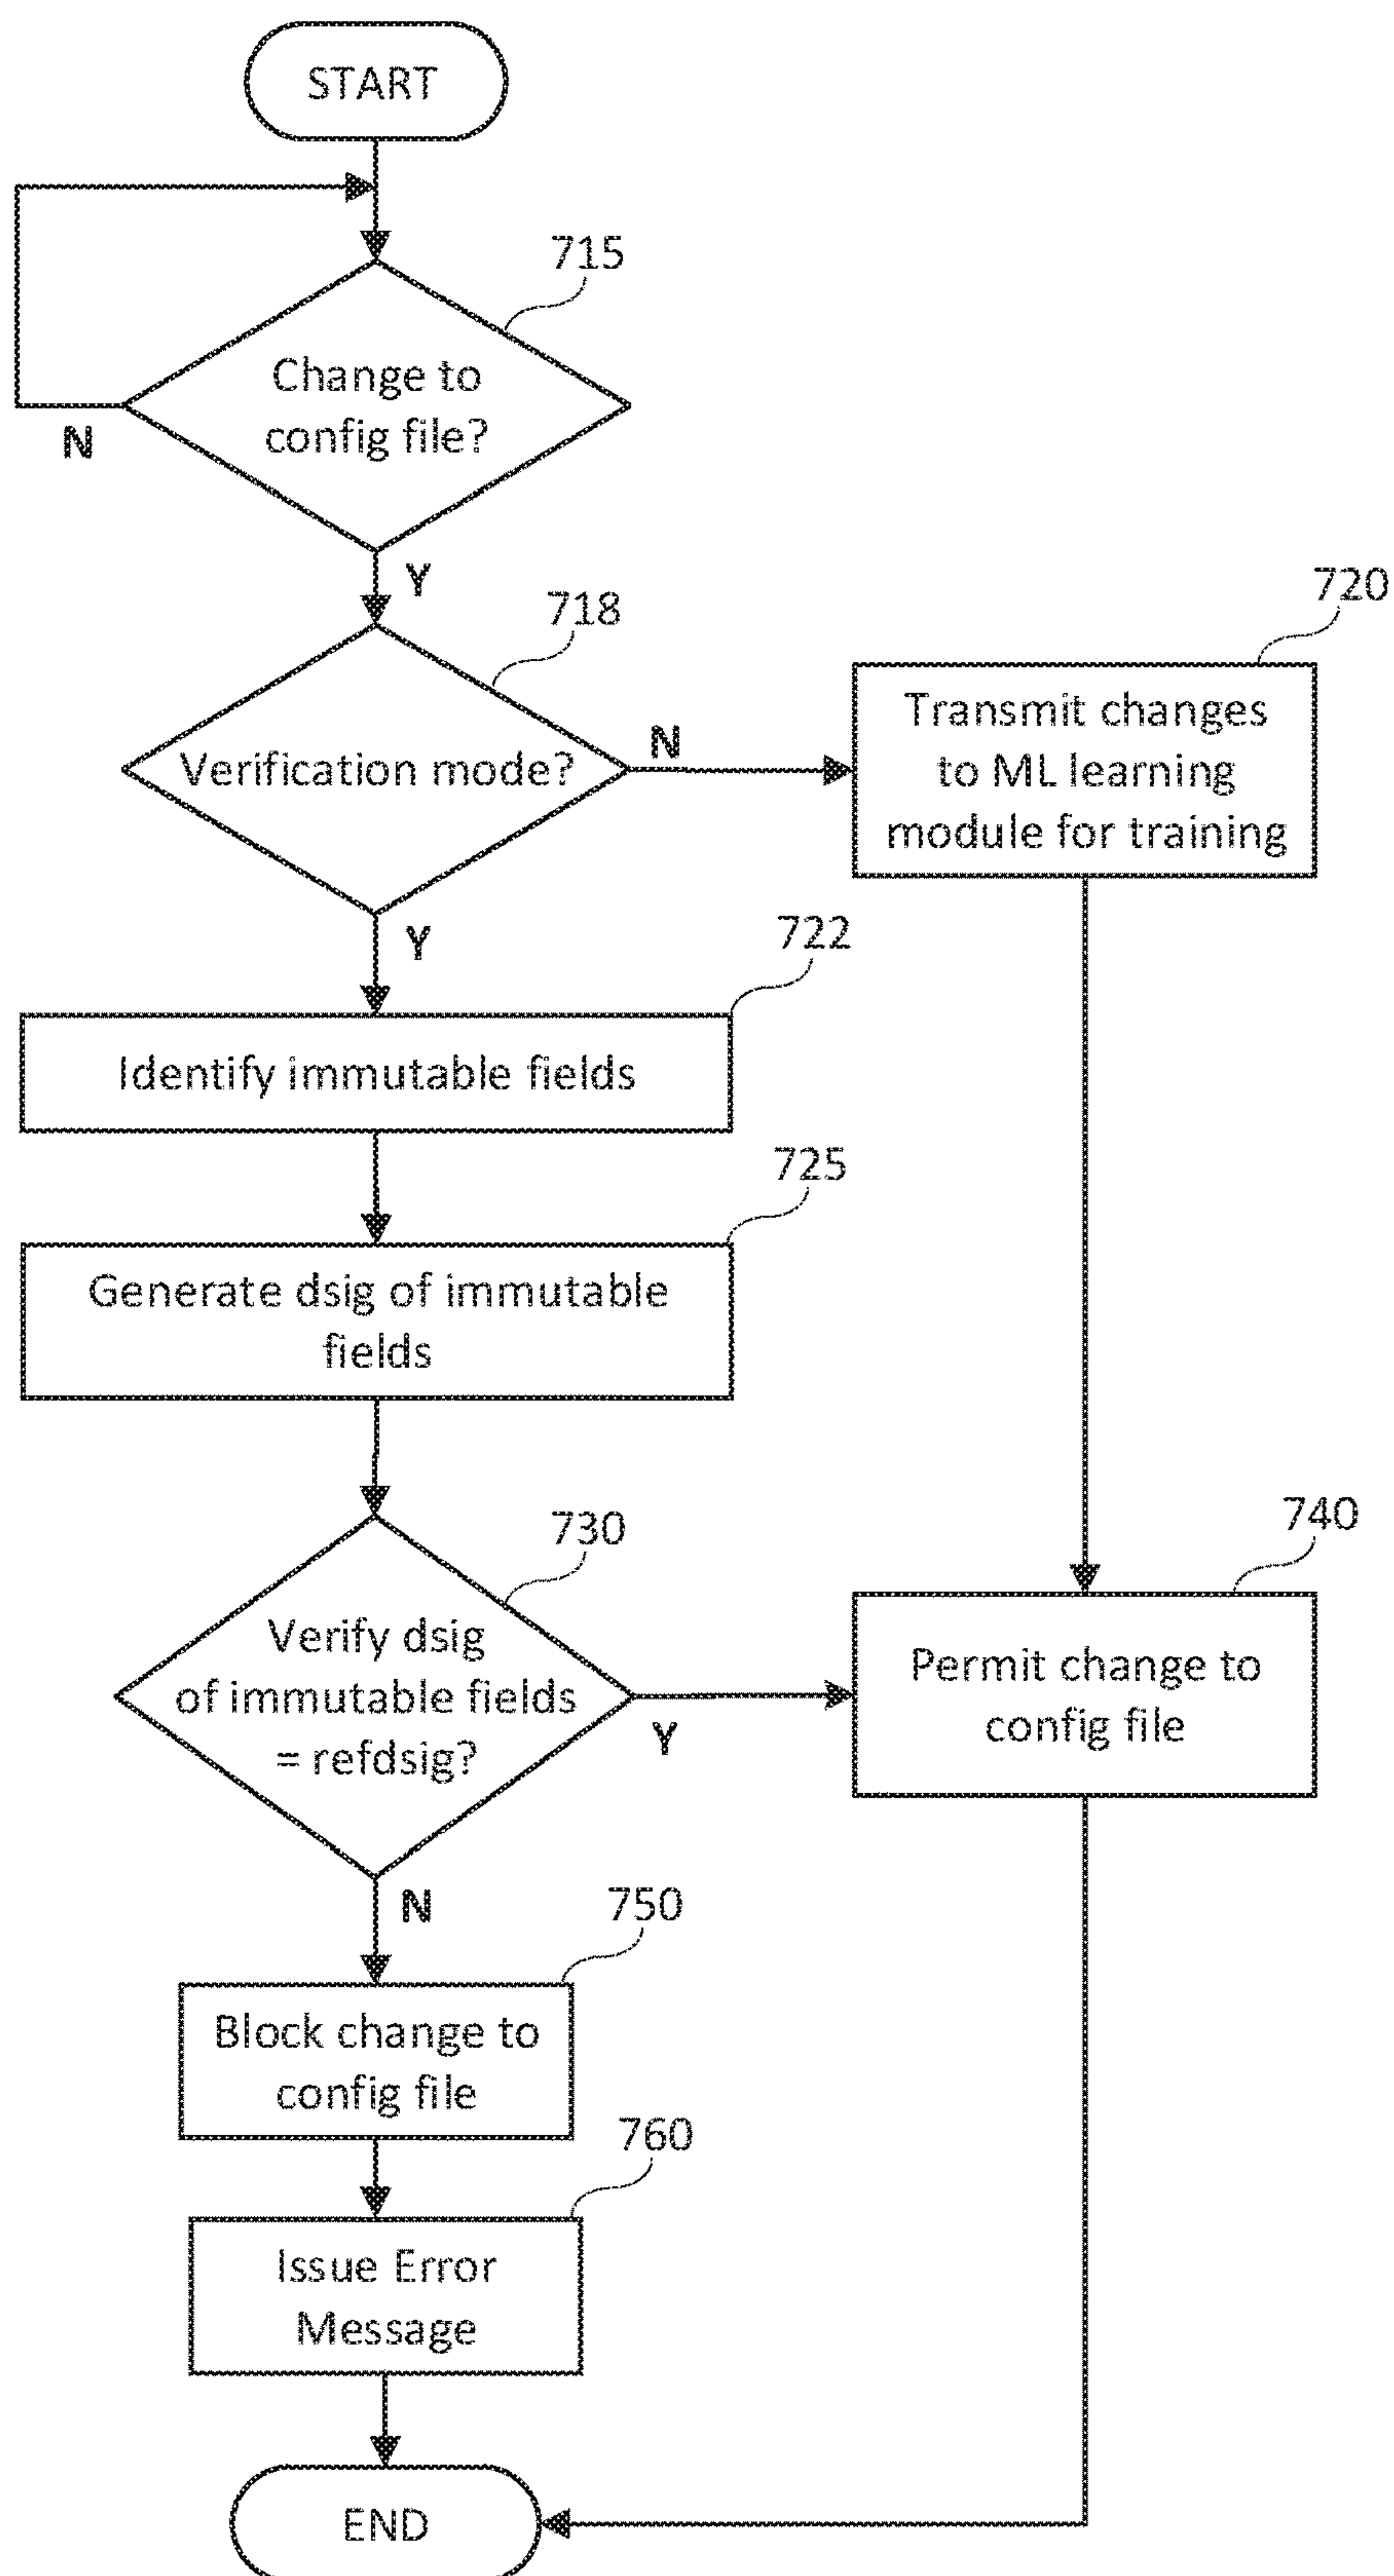 START
715
Change to
config file?
N
Y
718
Verification mode?
N
720
Transmit changes
to ML learning
module for training
Y
722
Identify immutable fields
725
Generate dsig of immutable
fields
730
Verify dsig
of immutable fields
= refdsig?
Y
740
Permit change to
config file
N
750
Block change to
config file
760
Issue Error
Message
END